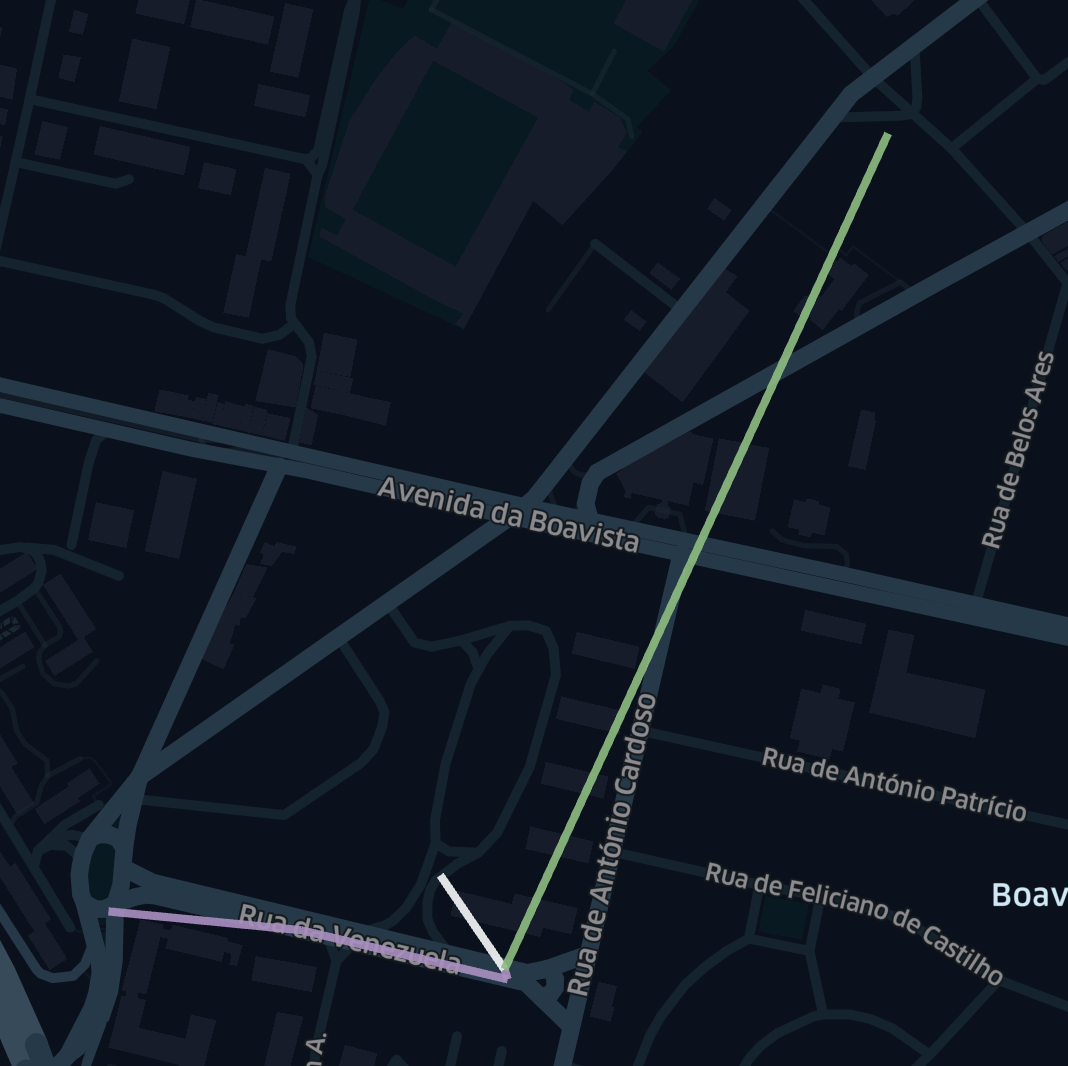 Avenida da Boavista
Rua de Belos Ares
Rua de António Cardoso
Rua de António Patrício
Rua de Feliciano de Castilho
Boav
Rua da Venezuela
A.